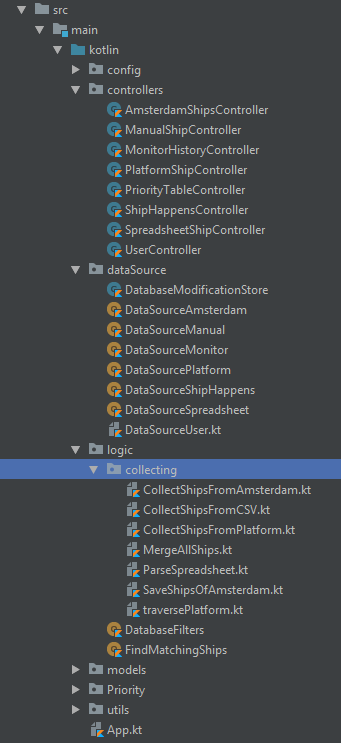 src
main
kotlin
config
controllers
AmsterdamShipsController
ManualShipController
MonitorHistoryController
PlatformShipController
PriorityTableController
ShipHappensController
SpreadsheetShipController
UserController
dataSource
DatabaseModificationStore
DataSourceAmsterdam
DataSourceManual
DataSourceMonitor
DataSourcePlatform
DataSourceShipHappens
DataSourceSpreadsheet
DataSourceUser.kt
logic
collecting
CollectShipsFromAmsterdam.kt
CollectShipsFromCSV.kt
CollectShipsFromPlatform.kt
MergeAllShips.kt
ParseSpreadsheet.kt
SaveShipsOfAmsterdam.kt
traversePlatform.kt
DatabaseFilters
FindMatchingShips
models
Priority
utils
App.kt